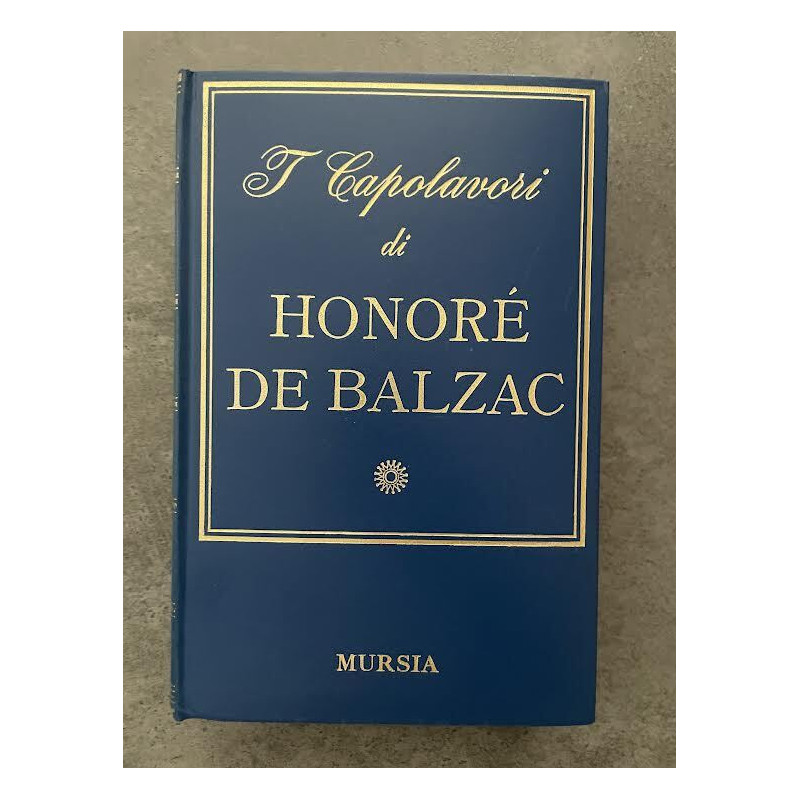 I Capolavori
di
HONORÉ
DE BALZAC
MURSIA